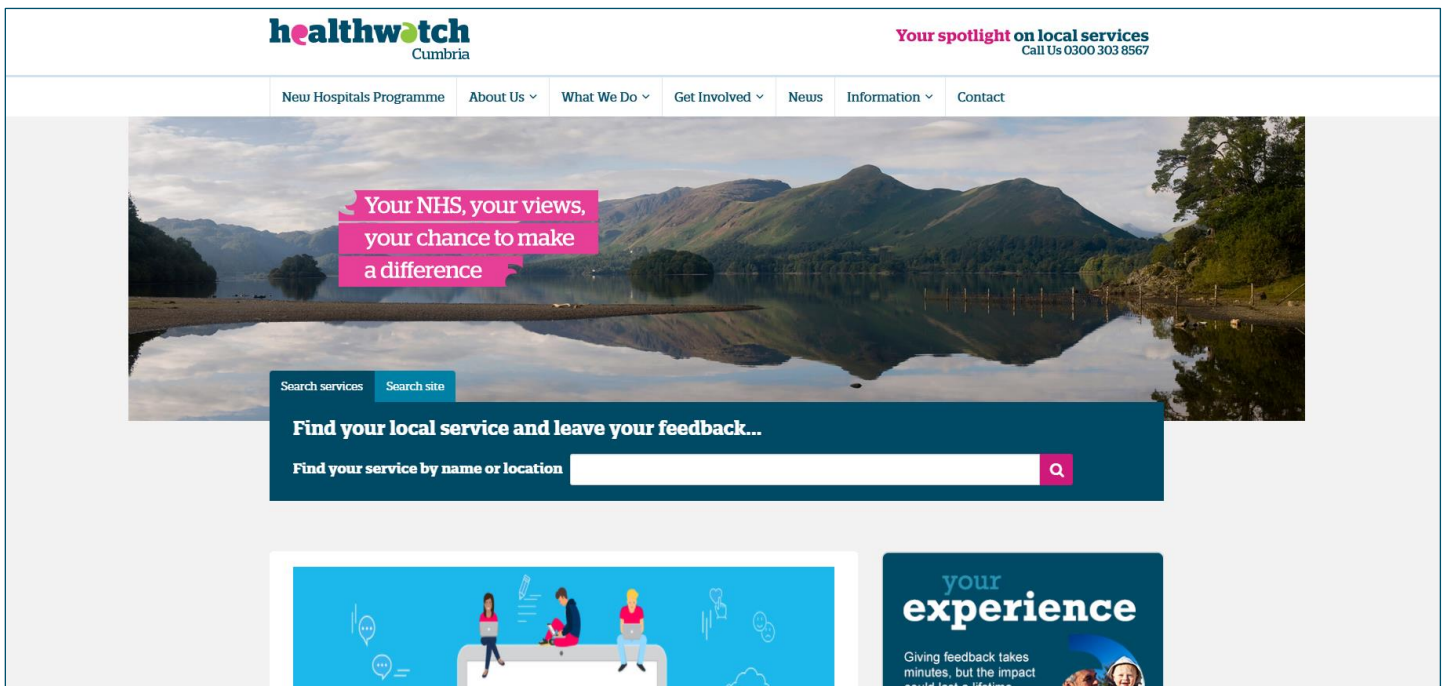 healthwatch
Cumbria
Your spotlight on local services
Call Us 0300 303 8567
New Hospitals Programme About Us What We Do Get Involved News Information Contact
Your NHS, your views,
your chance to make
a difference
Search services Search site
Find your local service and leave your feedback...
Find your service by name or location
your
experience
Giving feedback takes
minutes, but the impact
could last a lifetime